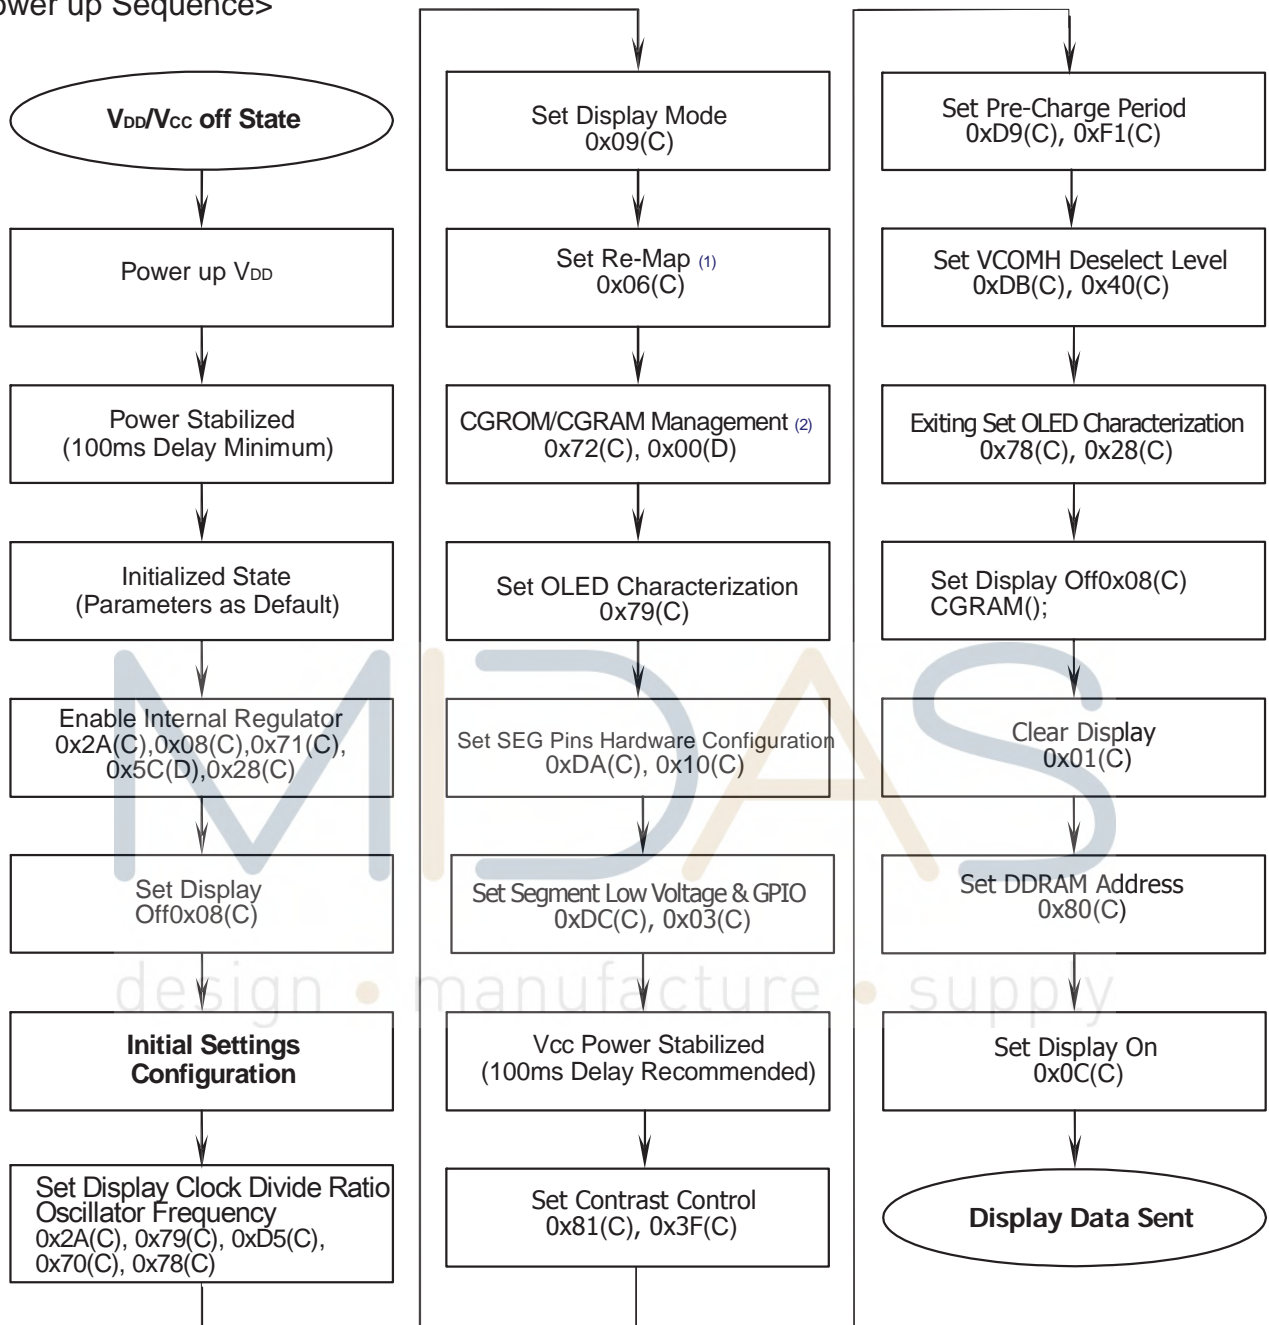 ower up Sequence>
VDD/VCC off State
Power up VDD
Power Stabilized
(100ms Delay Minimum)
Initialized State
(Parameters as Default)
Enable Internal Regulator
0x2A(C),0x08(C),0x71(C),
0x5C(D),0x28(C)
Set Display
Off0x08(C)
Initial Settings
Configuration
Set Display Clock Divide Ratio
Oscillator Frequency
0x2A(C), 0x79(C), 0xD5(C),
0x70(C), 0x78(C)
Set Display Mode
0x09(C)
Set Re-Map (1)
0x06(C)
CGROM/CGRAM Management (2)
0x72(C), 0x00(D)
Set OLED Characterization
0x79(C)
Set SEG Pins Hardware Configuration
0xDA(C), 0x10(C)
Set Segment Low Voltage & GPIO
0xDC(C), 0x03(C)
Vcc Power Stabilized
(100ms Delay Recommended)
Set Contrast Control
0x81(C), 0x3F(C)
Set Pre-Charge Period
0xD9(C), 0xF1(C)
Set VCOMH Deselect Level
0xDB(C), 0x40(C)
Exiting Set OLED Characterization
0x78(C), 0x28(C)
Set Display Off0x08(C)
CGRAM();
Clear Display
0x01(C)
Set DDRAM Address
0x80(C)
Set Display On
0x0C(C)
Display Data Sent
MIDAS
design • manufacture • supply